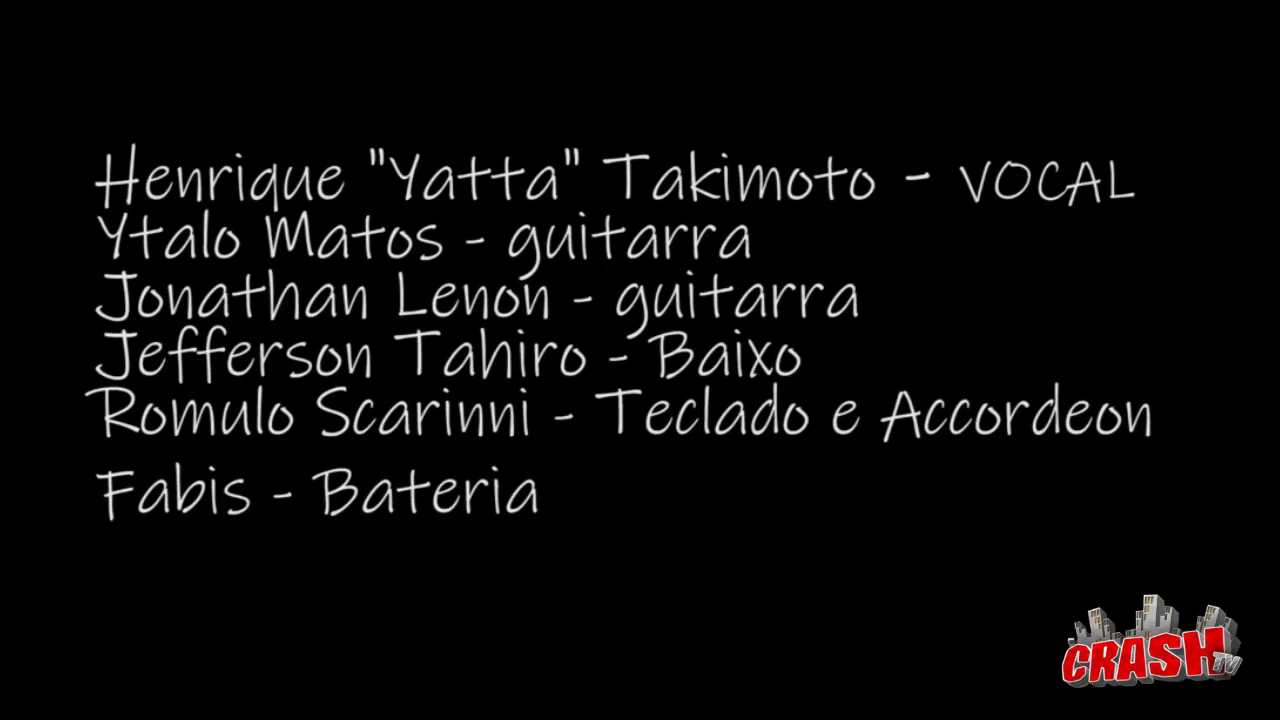 Henrique "Yatta" Takimoto - VOCAL
Ytalo Matos - guitarra
Jonathan Lenon - guitarra
Jefferson Tahiro - Baixo
Romulo Scarinni - Teclado e Accordeon
Fabis - Bateria
CRASH TV